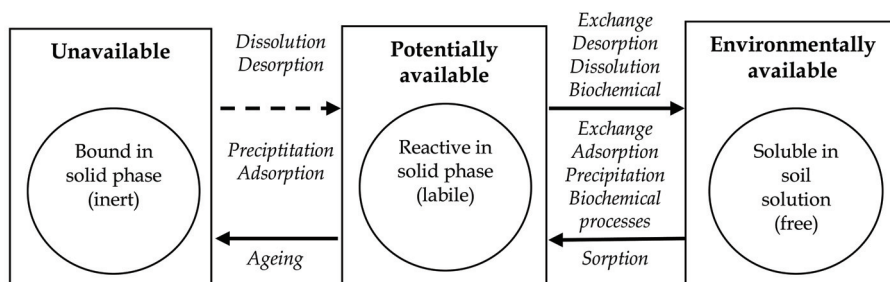 Unavailable
Bound in
solid phase
(inert)
Dissolution
Desorption
Preciptitation
Adsorption
Ageing
Potentially
available
Reactive in
solid phase
(labile)
Exchange
Desorption
Dissolution
Biochemical
Exchange
Adsorption
Precipitation
Biochemical
processes
Sorption
Environmentally
available
Soluble in
soil
solution
(free)